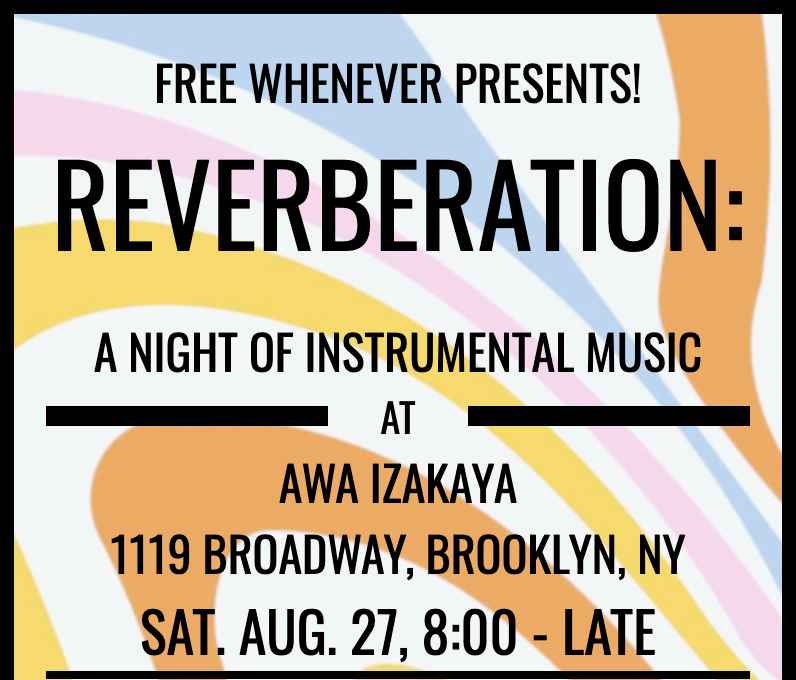 FREE WHENEVER PRESENTS!
REVERBERATION:
A NIGHT OF INSTRUMENTAL MUSIC
AT
AWA IZAKAYA
1119 BROADWAY, BROOKLYN, NY
SAT. AUG. 27, 8:00 - LATE